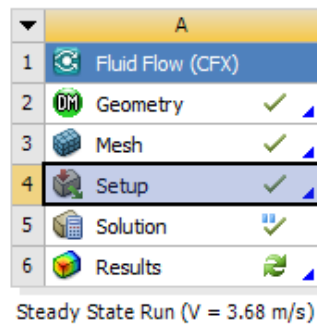 A
1 Fluid Flow (CFX)
2 DM Geometry
3 Mesh
4 Setup
5 Solution
6 Results
Steady State Run (V = 3.68 m/s)